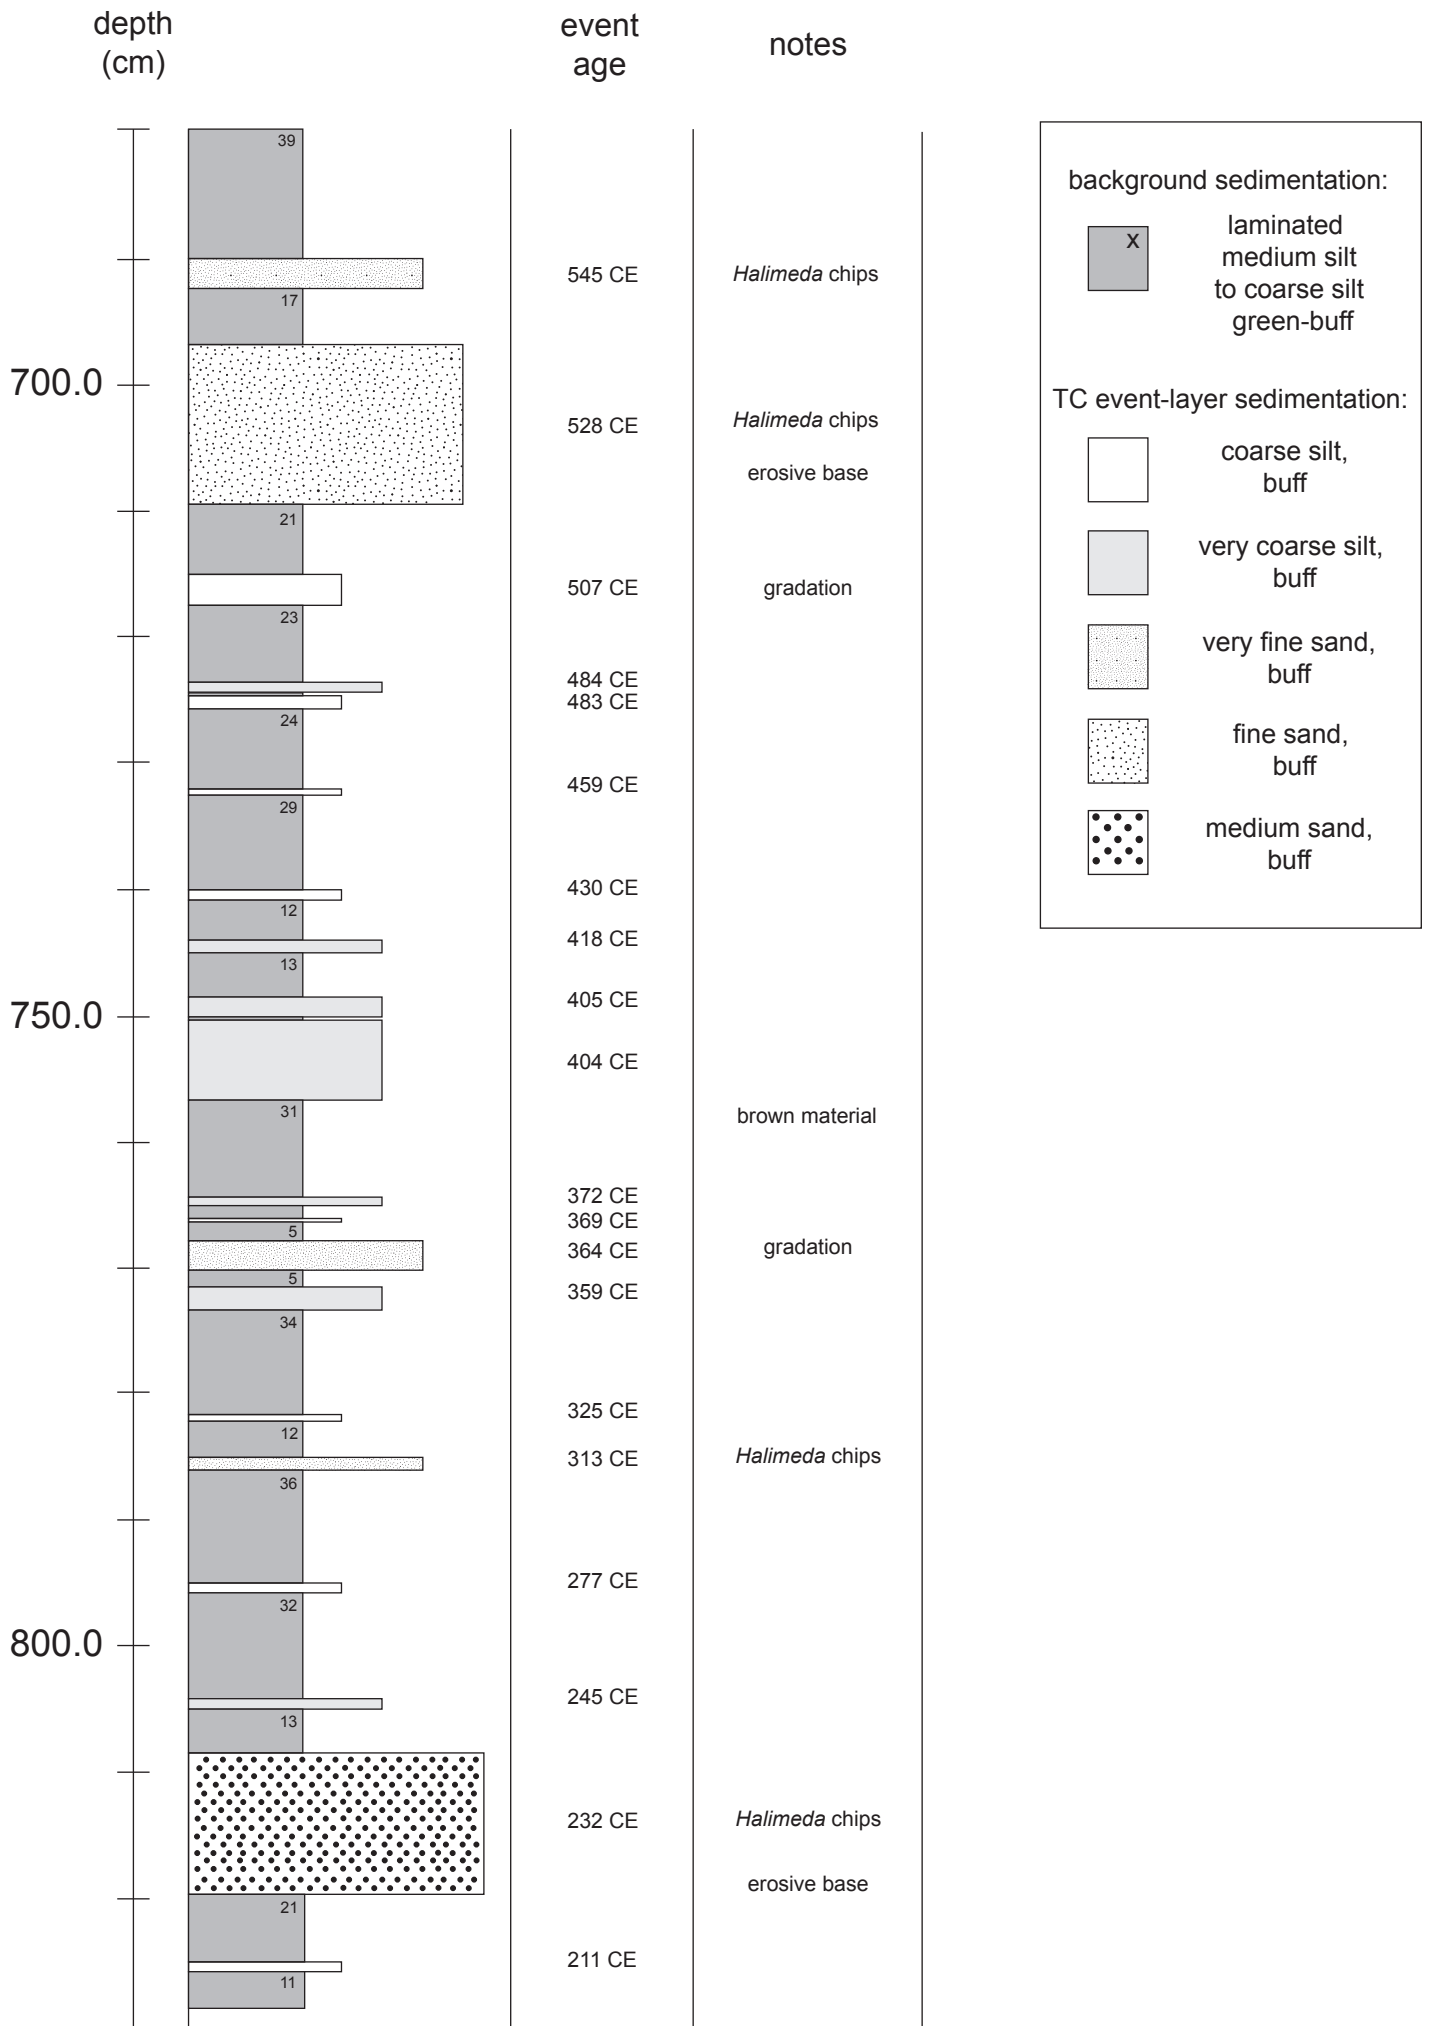 depth
(cm)
event
age
notes
39
545 CE
Halimeda chips
17
700.0
528 CE
Halimeda chips
erosive base
21
507 CE
gradation
23
484 CE
483 CE
24
459 CE
29
430 CE
12
418 CE
13
405 CE
750.0
404 CE
31
brown material
372 CE
369 CE
5
364 CE
gradation
5
359 CE
34
325 CE
12
313 CE
Halimeda chips
36
277 CE
32
800.0
245 CE
13
232 CE
Halimeda chips
erosive base
21
211 CE
11
background sedimentation:
x
laminated
medium silt
to coarse silt
green-buff
TC event-layer sedimentation:
coarse silt,
buff
very coarse silt,
buff
very fine sand,
buff
fine sand,
buff
medium sand,
buff